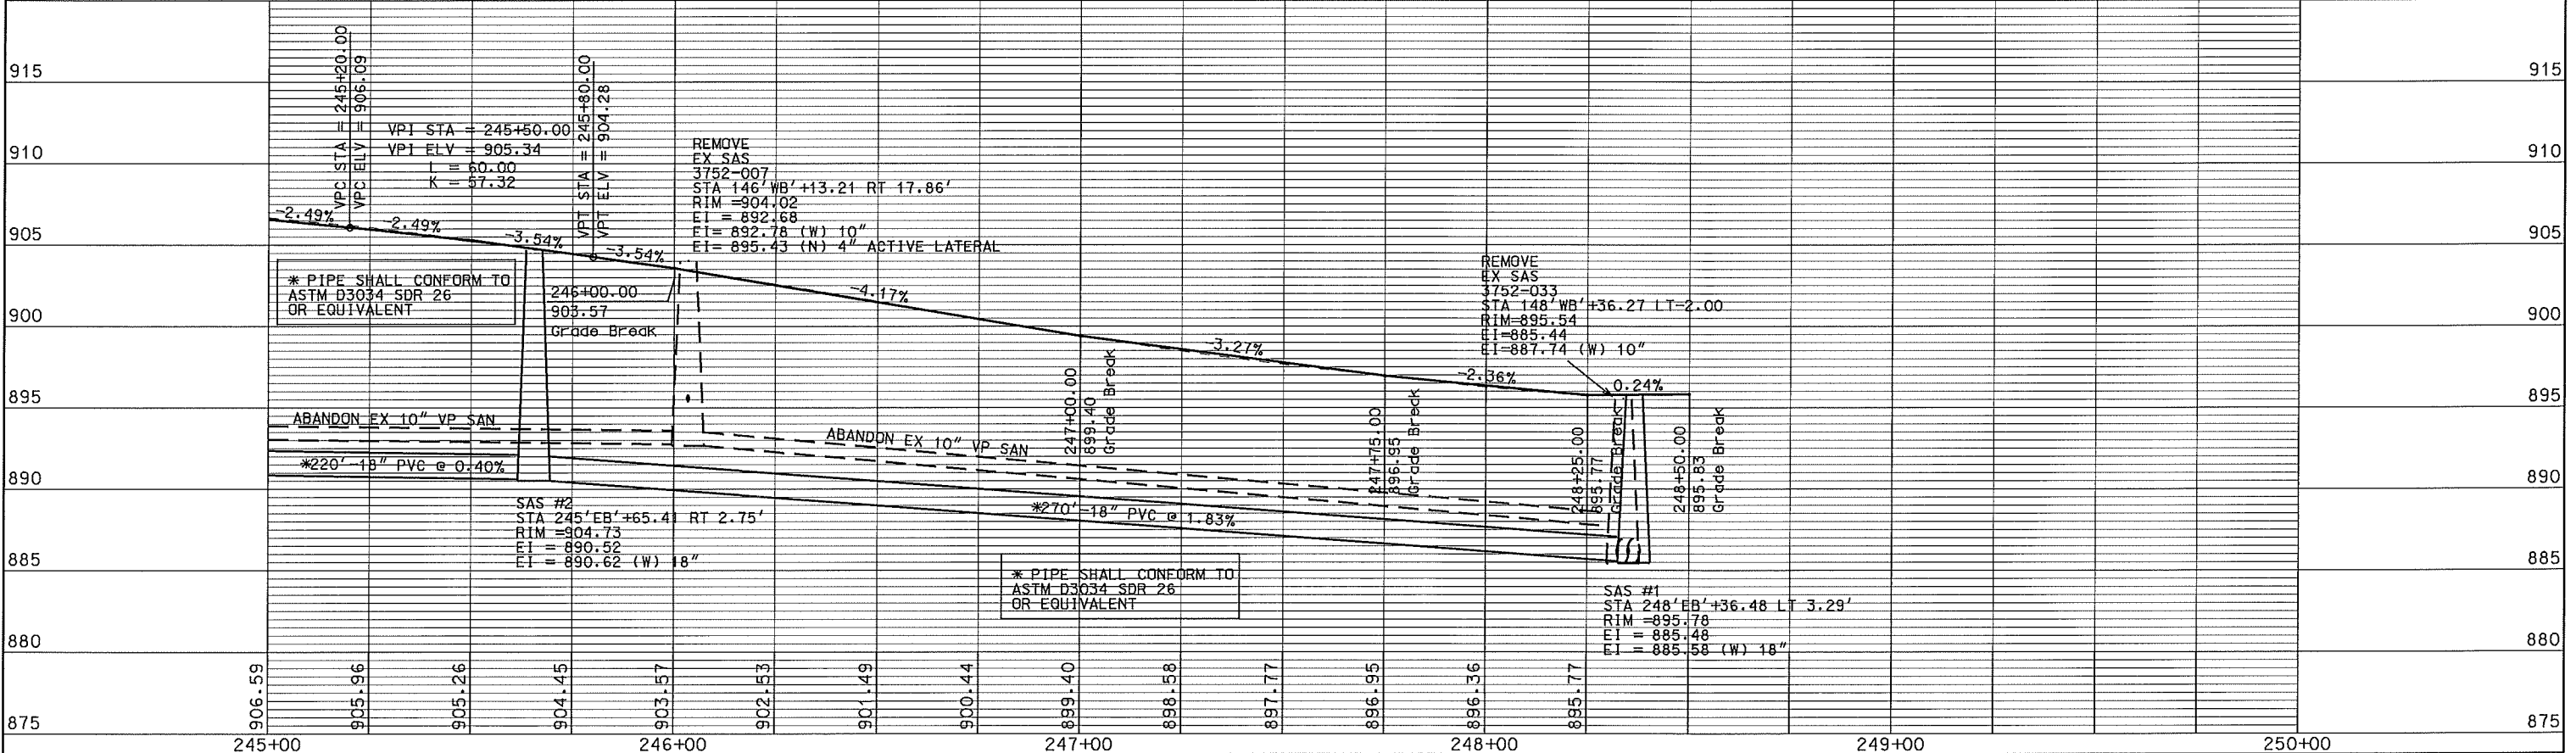 915
915
910
910
905
905
900
900
895
895
890
890
885
885
880
880
875
875
VPC STA = 245+20.00
VPC ELV = 906.09
VPI STA = 245+50.00
VPI ELV = 905.34
L = 60.00
K = 57.32
VPT STA = 245+80.00
VPT ELV = 904.28
REMOVE
EX SAS
3752-007
STA 146'WB'+13.21 RT 17.86'
RIM =904.02
EI = 892.68
EI= 892.78 (W) 10"
EI= 895.43 (N) 4" ACTIVE LATERAL
-2.49%
-2.49%
-3.54%
-3.54%
-4.17%
-3.27%
-2.36%
0.24%
* PIPE SHALL CONFORM TO
ASTM D3034 SDR 26
OR EQUIVALENT
246+00.00
903.57
Grade Break
REMOVE
EX SAS
3752-033
STA 148'WB'+36.27 LT-2.00
RIM=895.54
EI=885.44
EI=887.74 (W) 10"
ABANDON EX 10" VP SAN
ABANDON EX 10" VP SAN
247+00.00
899.40
Grade Break
247+75.00
896.95
Grade Break
248+25.00
895.77
Grade Break
248+50.00
895.83
Grade Break
*220'-18" PVC @ 0.40%
*270'-18" PVC @ 1.83%
SAS #2
STA 245'EB'+65.41 RT 2.75'
RIM =904.73
EI = 890.52
EI = 890.62 (W) 18"
* PIPE SHALL CONFORM TO
ASTM D3034 SDR 26
OR EQUIVALENT
SAS #1
STA 248'EB'+36.48 LT 3.29'
RIM =895.78
EI = 885.48
EI = 885.58 (W) 18"
906.59
905.96
905.26
904.45
903.57
902.53
901.49
900.44
899.40
898.58
897.77
896.95
896.36
895.77
245+00
246+00
247+00
248+00
249+00
250+00